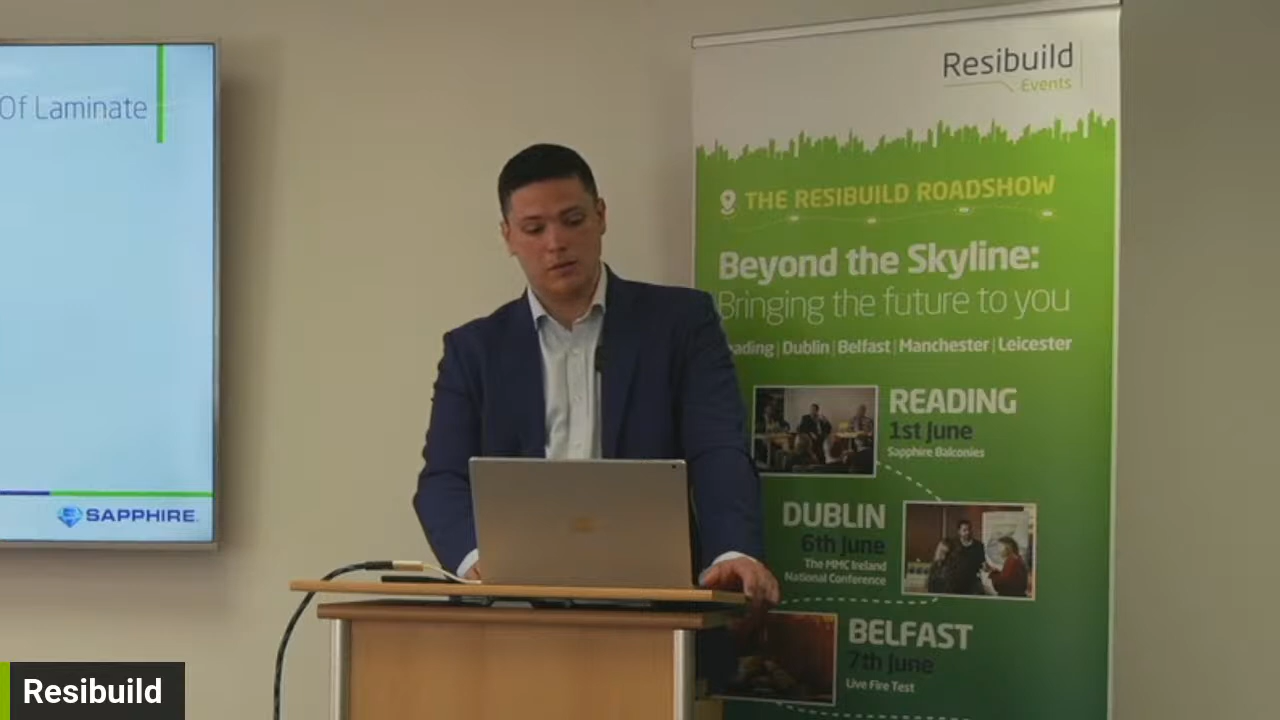 Of Laminate
SAPPHIRE
Resibuild
Events
THE RESIBUILD ROADSHOW
Beyond the Skyline:
Bringing the future to you
ading | Dublin | Belfast | Manchester | Leicester
READING
1st June
Sapphire Balconies
DUBLIN
6th June
The MMC Ireland
National Conference
BELFAST
7th June
Live Fire Test
Resibuild